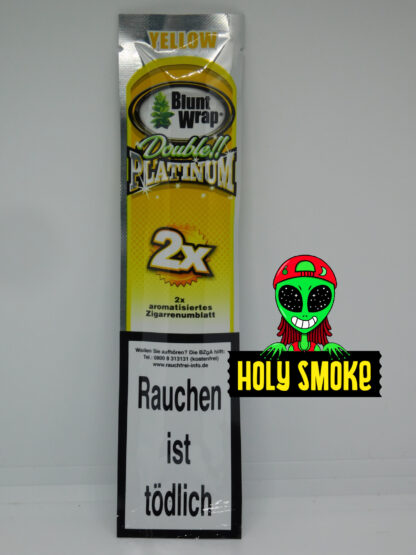 YELLOW
Blunt
Wrap
Double!!
PLATINUM
2x
2x
aromatisiertes
Zigarrenumblatt
Wollen Sie aufhören? Die BZgA hilft:
Tel.: 0800 8 313131 (kostenfrei)
www.rauchfrei-info.de
Rauchen
ist
tödlich
HOLY SMOKE